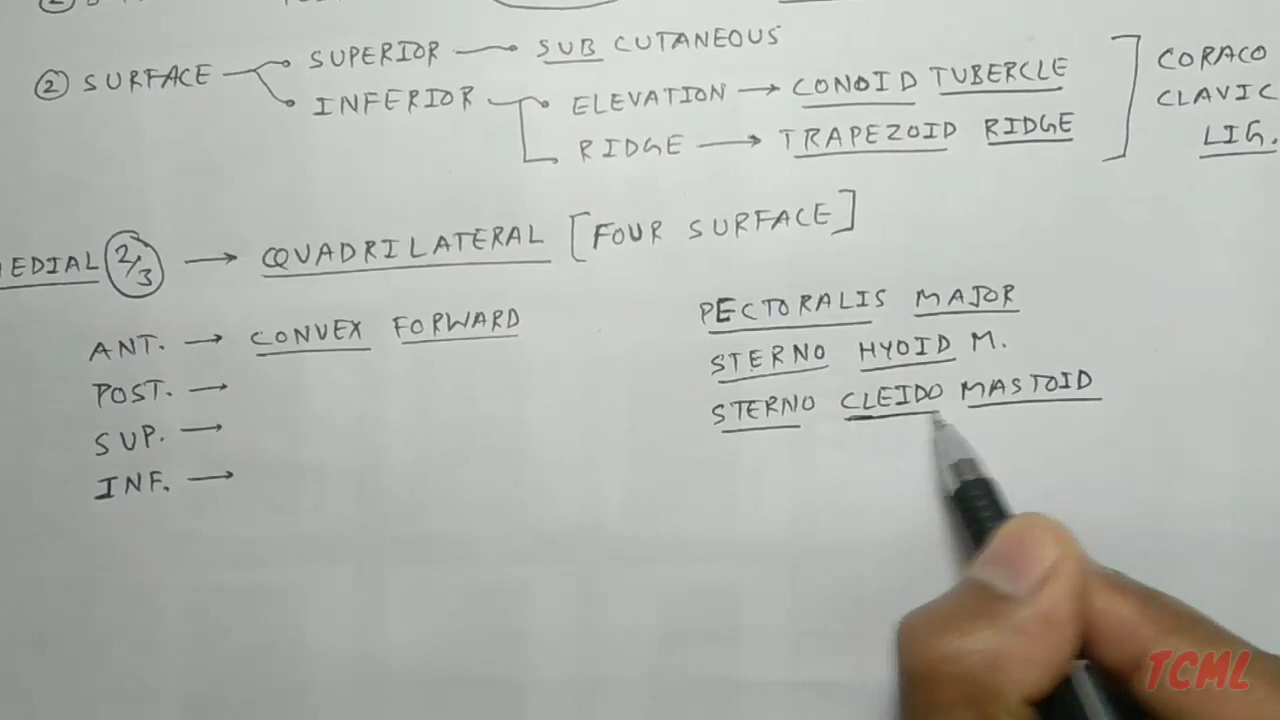 ② SURFACE SUPERIOR → SUB CUTANEOUS
INFERIOR ELEVATION → CONOID TUBERCLE
RIDGE → TRAPEZOID RIDGE
CORACO
CLAVIC
LIG.
EDIAL 2/3 → QUADRILATERAL [FOUR SURFACE]
ANT. → CONVEX FORWARD
POST. →
SUP. →
INF. →
PECTORALIS MAJOR
STERNO HYOID M.
STERNO CLEIDO MASTOID
TCML